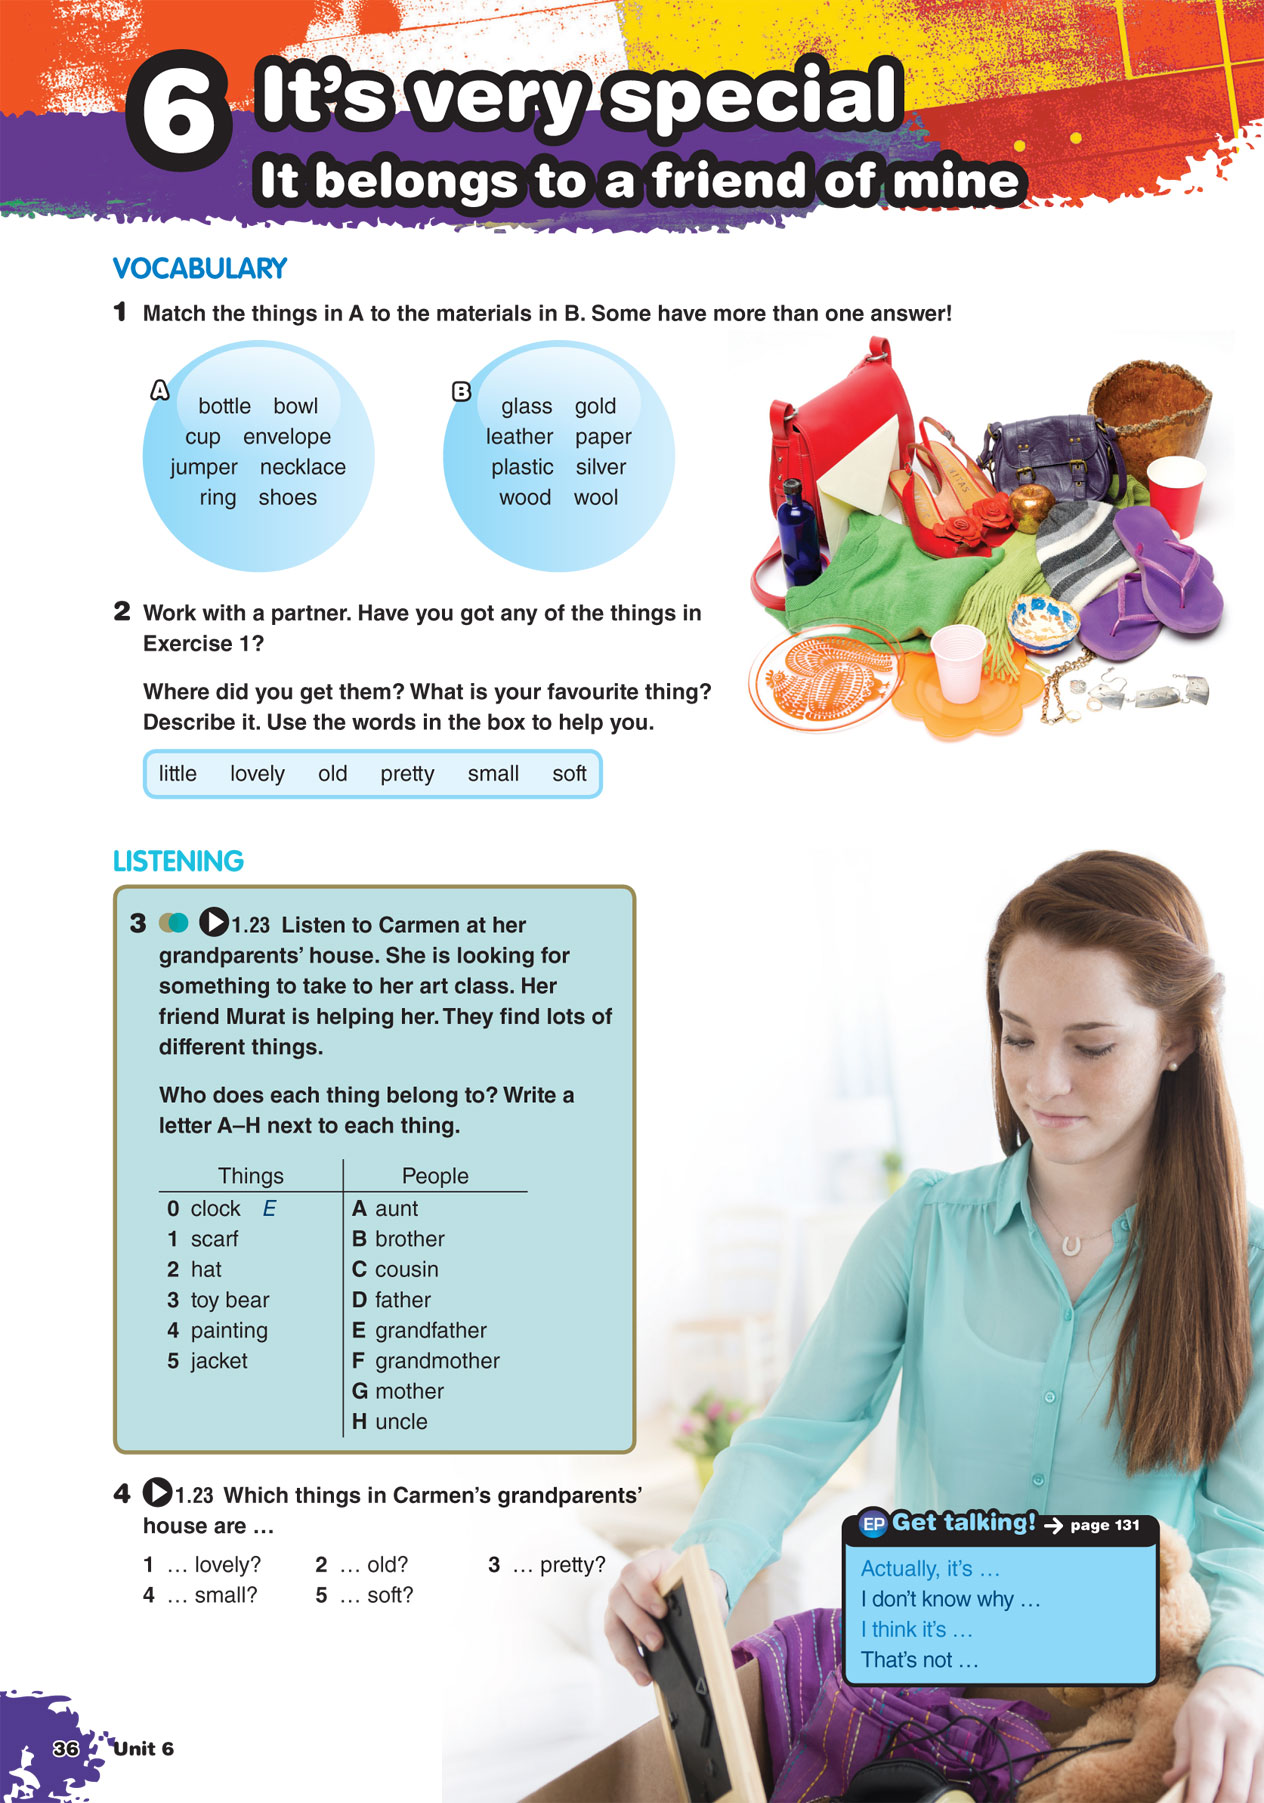 6 It's very special
It belongs to a friend of mine
VOCABULARY
1 Match the things in A to the materials in B. Some have more than one answer!
A
bottle bowl
cup envelope
jumper necklace
ring shoes
B
glass gold
leather paper
plastic silver
wood wool
2 Work with a partner. Have you got any of the things in
Exercise 1?
Where did you get them? What is your favourite thing?
Describe it. Use the words in the box to help you.
little lovely old pretty small soft
LISTENING
3 1.23 Listen to Carmen at her
grandparents' house. She is looking for
something to take to her art class. Her
friend Murat is helping her. They find lots of
different things.
Who does each thing belong to? Write a
letter A–H next to each thing.
Things People
0 clock E A aunt
1 scarf B brother
2 hat C cousin
3 toy bear D father
4 painting E grandfather
5 jacket F grandmother
G mother
H uncle
4 1.23 Which things in Carmen's grandparents'
house are …
1 … lovely? 2 … old? 3 … pretty?
4 … small? 5 … soft?
EP Get talking! → page 131
Actually, it's …
I don't know why …
I think it's …
That's not …
36 Unit 6